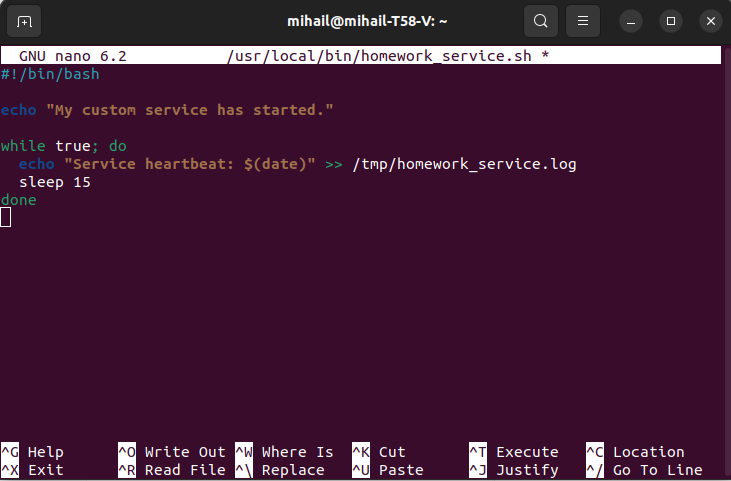 mihail@mihail-T58-V: ~
GNU nano 6.2 /usr/local/bin/homework_service.sh *
#!/bin/bash
echo "My custom service has started."
while true; do
  echo "Service heartbeat: $(date)" >> /tmp/homework_service.log
  sleep 15
done
^G Help ^O Write Out ^W Where Is ^K Cut ^T Execute ^C Location
^X Exit ^R Read File ^\ Replace ^U Paste ^J Justify ^/ Go To Line